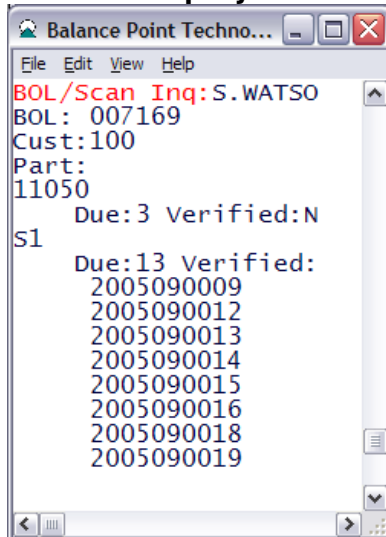 Balance Point Techno...
File Edit View Help
BOL/Scan Inq:S.WATSO
BOL: 007169
Cust:100
Part:
11050
Due:3 Verified:N
S1
Due:13 Verified:
2005090009
2005090012
2005090013
2005090014
2005090015
2005090016
2005090018
2005090019